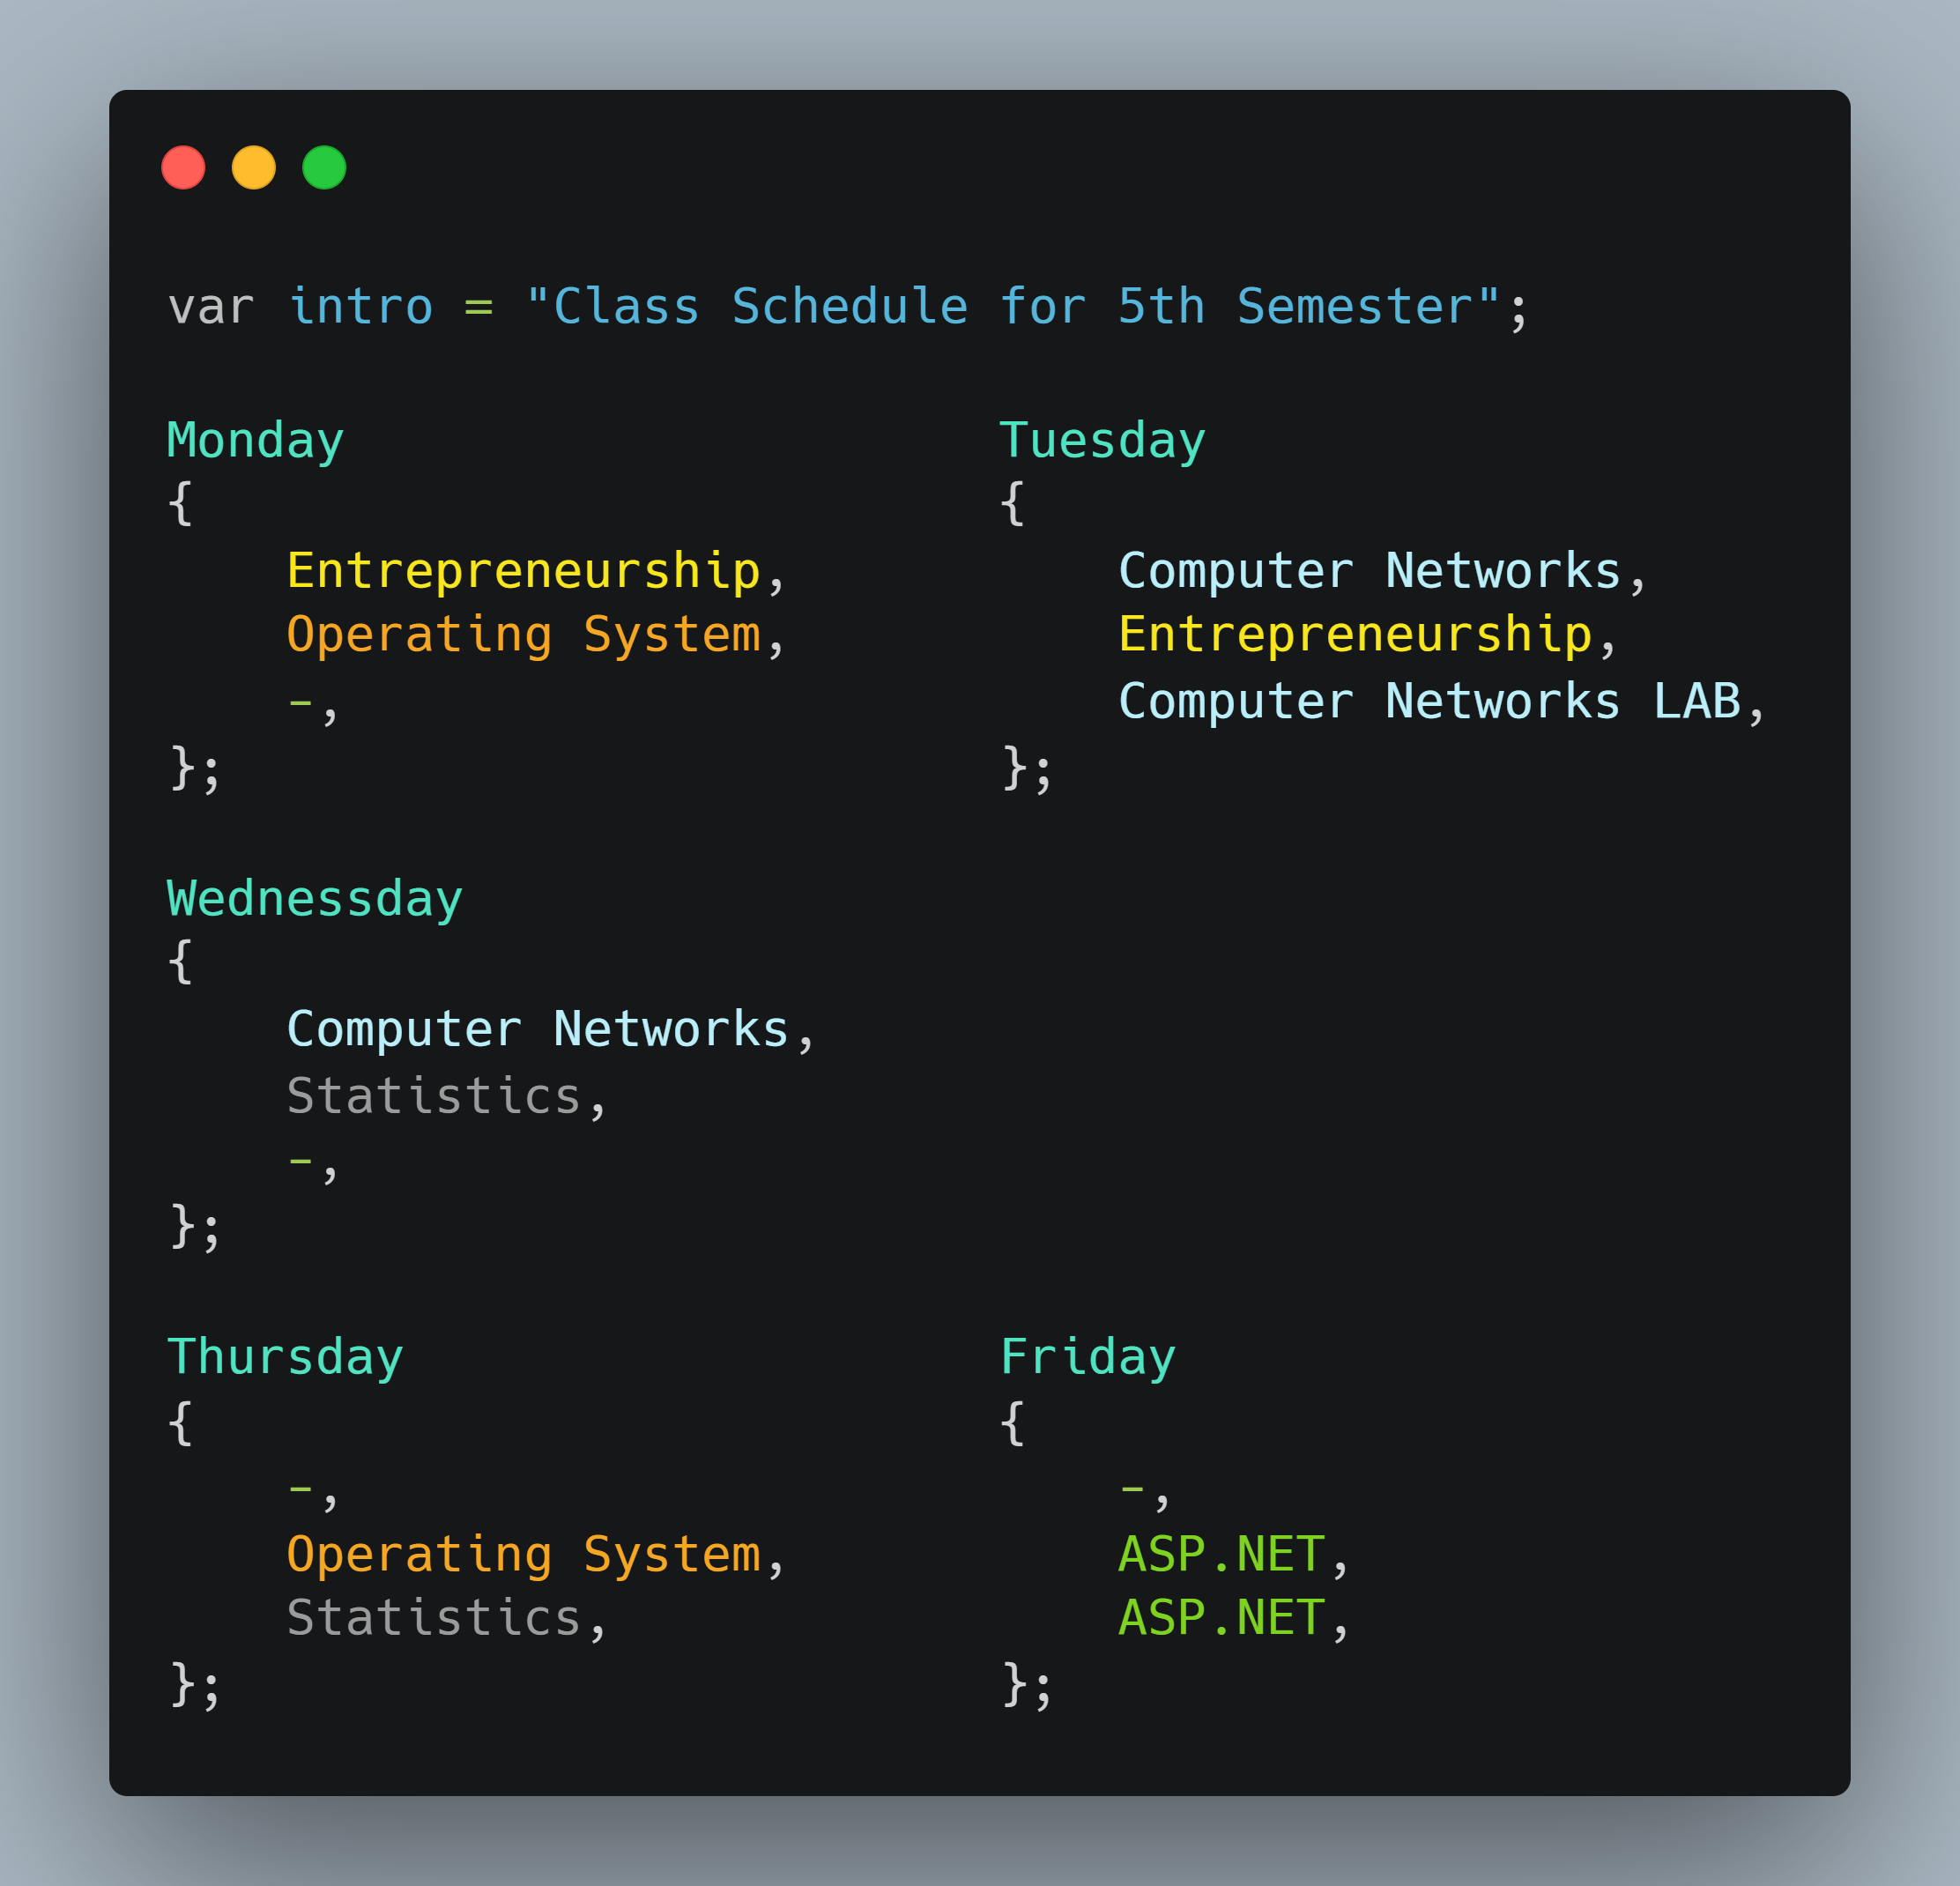 var intro = "Class Schedule for 5th Semester";
Monday
{
Entrepreneurship,
Operating System,
-,
};
Tuesday
{
Computer Networks,
Entrepreneurship,
Computer Networks LAB,
};
Wednessday
{
Computer Networks,
Statistics,
-,
};
Thursday
{
-,
Operating System,
Statistics,
};
Friday
{
-,
ASP.NET,
ASP.NET,
};